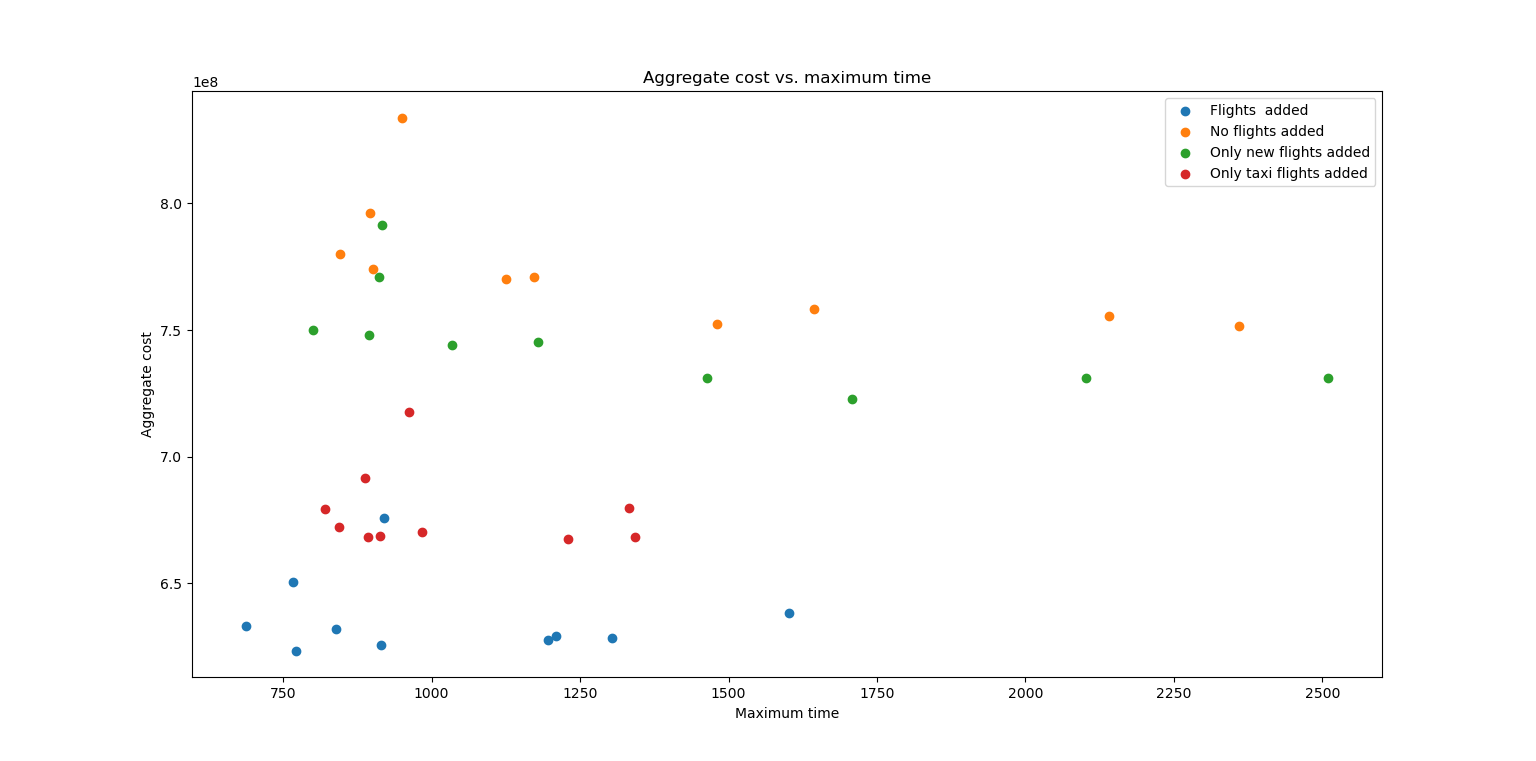 Aggregate cost vs. maximum time
1e8
Flights  added
No flights added
Only new flights added
Only taxi flights added
8.0
7.5
7.0
6.5
Aggregate cost
750 1000 1250 1500 1750 2000 2250 2500
Maximum time